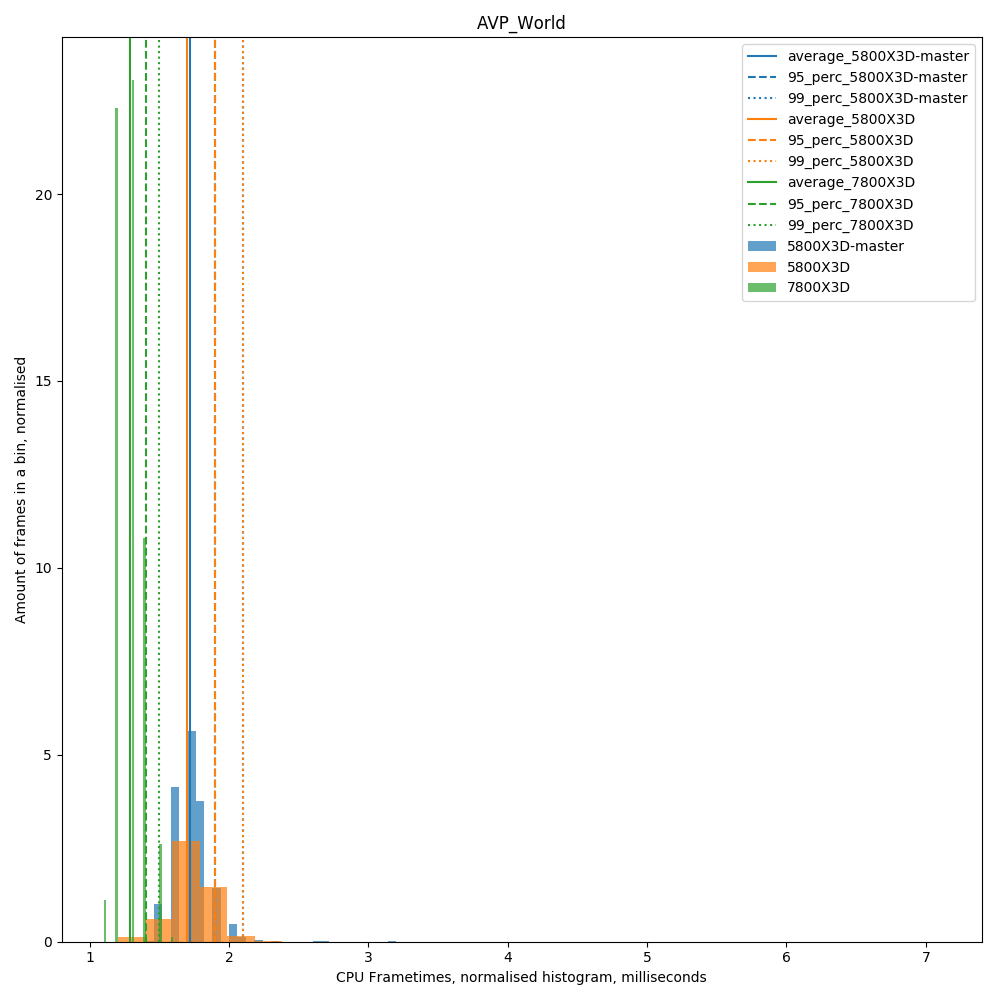 AVP_World
average_5800X3D-master
95_perc_5800X3D-master
99_perc_5800X3D-master
average_5800X3D
95_perc_5800X3D
99_perc_5800X3D
average_7800X3D
95_perc_7800X3D
99_perc_7800X3D
5800X3D-master
5800X3D
7800X3D
Amount of frames in a bin, normalised
20
15
10
5
0
1 2 3 4 5 6 7
CPU Frametimes, normalised histogram, milliseconds